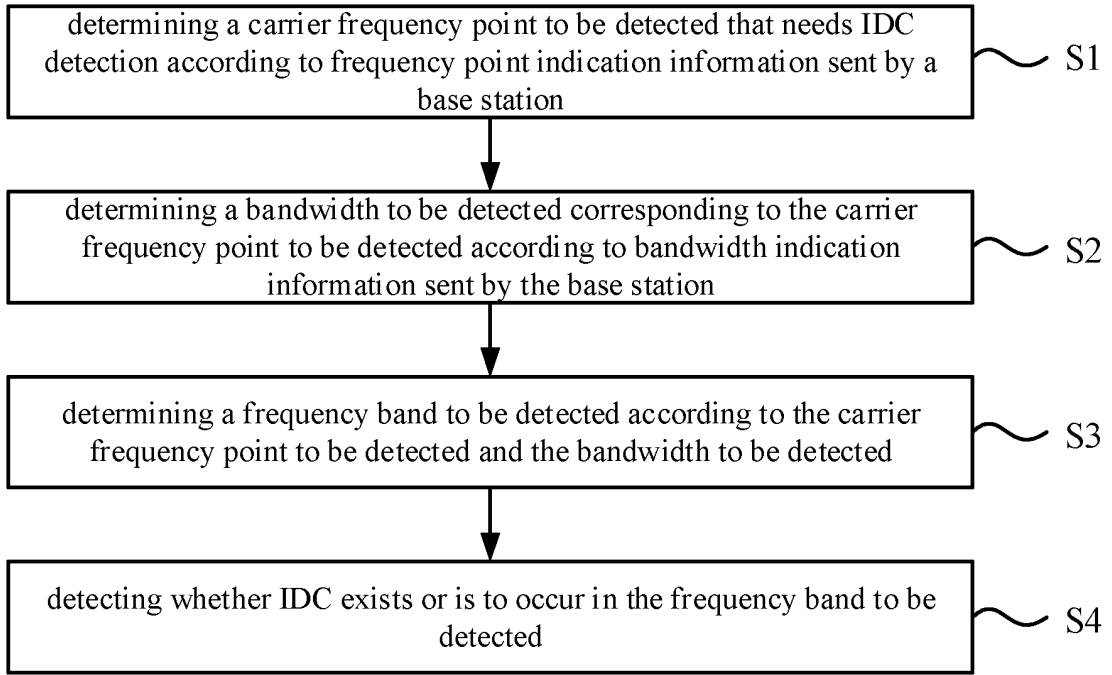 determining a carrier frequency point to be detected that needs IDC
detection according to frequency point indication information sent by a
base station
S1
determining a bandwidth to be detected corresponding to the carrier
frequency point to be detected according to bandwidth indication
information sent by the base station
S2
determining a frequency band to be detected according to the carrier
frequency point to be detected and the bandwidth to be detected
S3
detecting whether IDC exists or is to occur in the frequency band to be
detected
S4